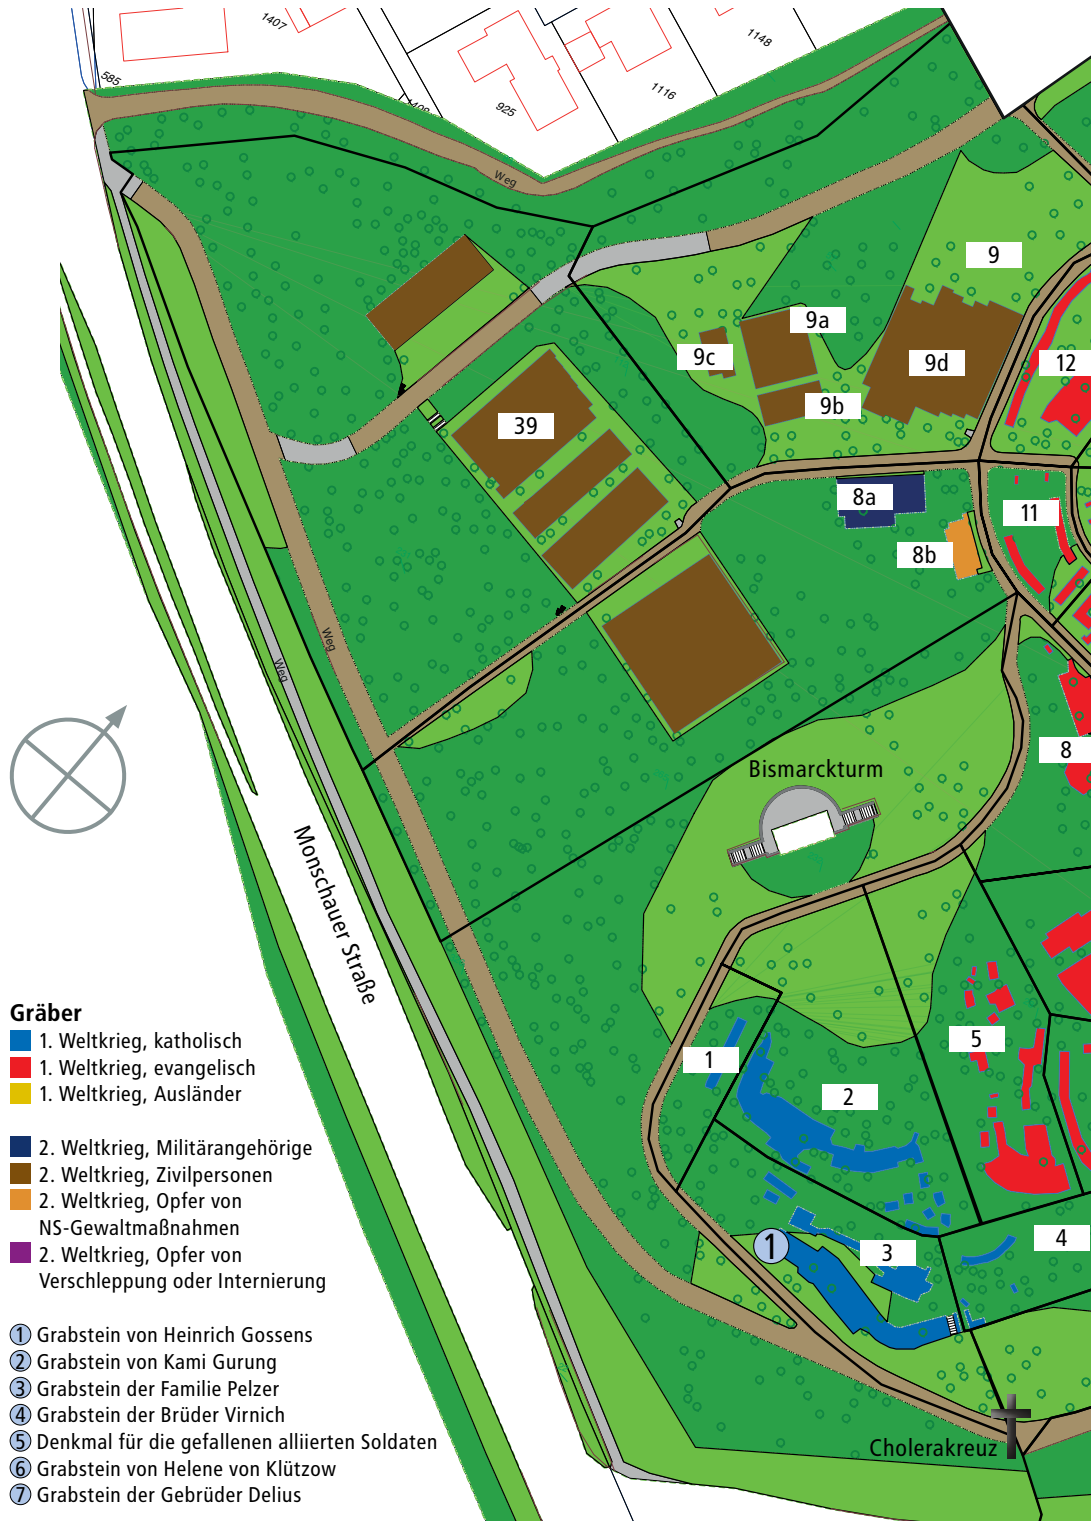 1407
1148
585
1116
925
Weg
9
9a
9c
9d
12
9b
39
8a
11
8b
Weg
Weg
8
Bismarckturm
Monschauer Straße
1
5
2
4
3
1
Cholerakreuz
Gräber
1. Weltkrieg, katholisch
1. Weltkrieg, evangelisch
1. Weltkrieg, Ausländer
2. Weltkrieg, Militärangehörige
2. Weltkrieg, Zivilpersonen
2. Weltkrieg, Opfer von
NS-Gewaltmaßnahmen
2. Weltkrieg, Opfer von
Verschleppung oder Internierung
1 Grabstein von Heinrich Gossens
2 Grabstein von Kami Gurung
3 Grabstein der Familie Pelzer
4 Grabstein der Brüder Virnich
5 Denkmal für die gefallenen alliierten Soldaten
6 Grabstein von Helene von Klützow
7 Grabstein der Gebrüder Delius